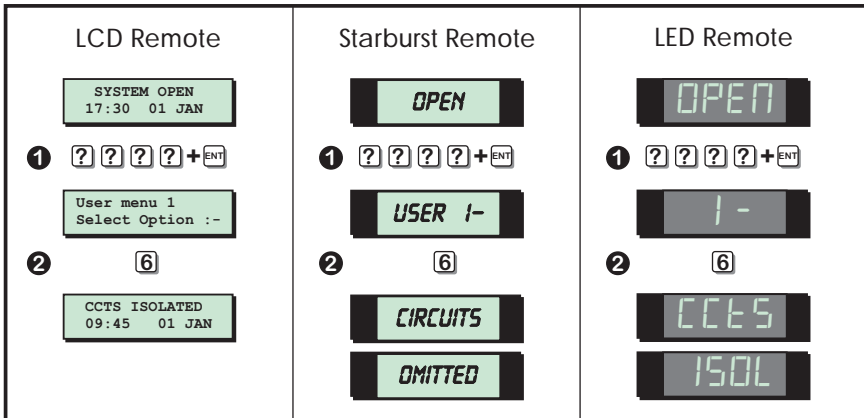 LCD Remote
SYSTEM OPEN
17:30 01 JAN
1 ? ? ? ? + ENT
User menu 1
Select Option :-
2 6
CCTS ISOLATED
09:45 01 JAN
Starburst Remote
OPEN
1 ? ? ? ? + ENT
USER 1-
2 6
CIRCUITS
OMITTED
LED Remote
OPEN
1 ? ? ? ? + ENT
1 -
2 6
CCtS
ISOL